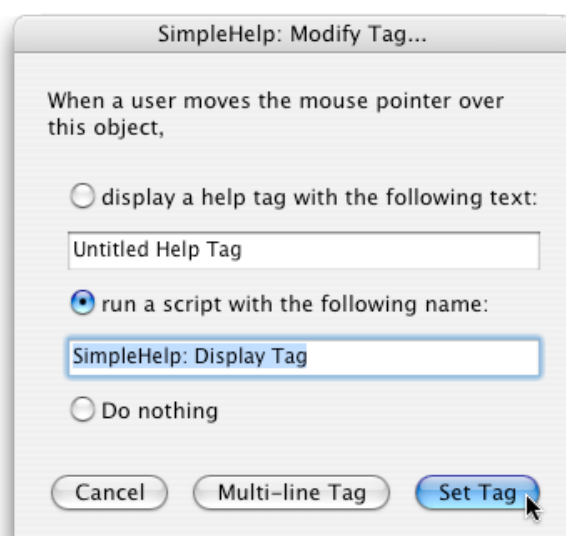 SimpleHelp: Modify Tag...
When a user moves the mouse pointer over
this object,
display a help tag with the following text:
Untitled Help Tag
run a script with the following name:
SimpleHelp: Display Tag
Do nothing
Cancel Multi-line Tag Set Tag